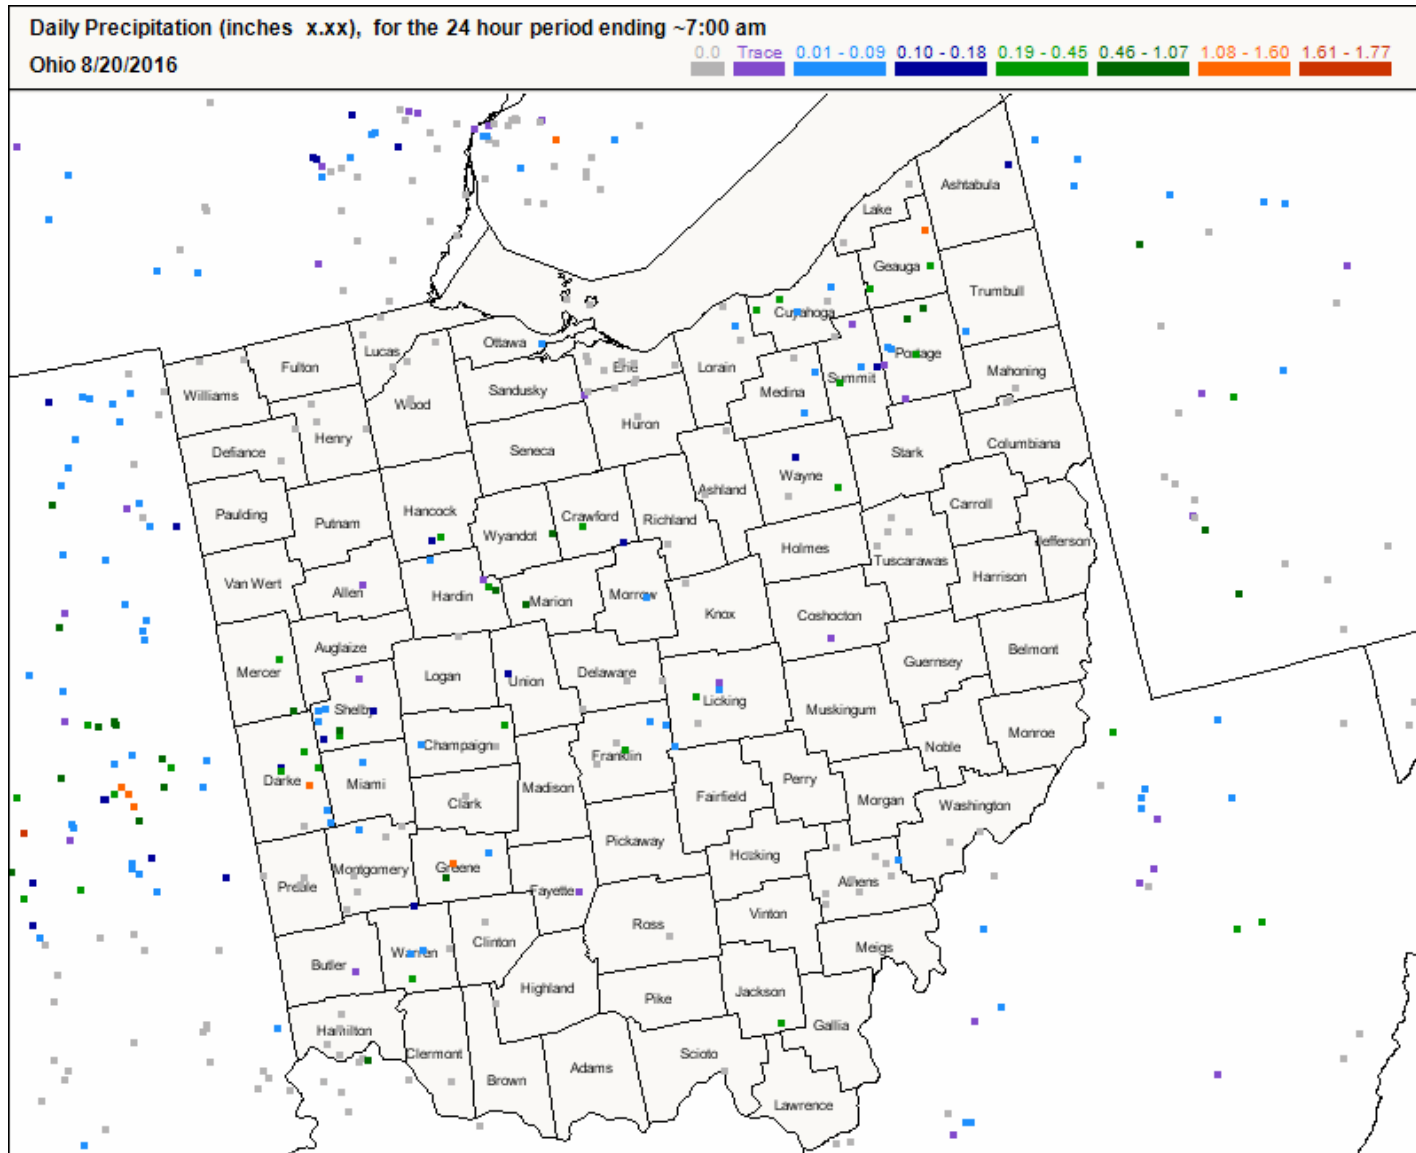 Daily Precipitation (inches x.xx), for the 24 hour period ending ~7:00 am
Ohio 8/20/2016
0.0 Trace 0.01 - 0.09 0.10 - 0.18 0.19 - 0.45 0.46 - 1.07 1.08 - 1.60 1.61 - 1.77
Ashtabula
Lake
Geauga
Trumbull
Cuyahoga
Ottawa
Lucas
Fulton
Williams
Sandusky
Erie
Lorain
Medina
Summit
Portage
Mahoning
Wood
Henry
Defiance
Huron
Seneca
Stark
Columbiana
Wayne
Ashland
Carroll
Paulding
Putnam
Hancock
Wyandot
Crawford
Richland
Holmes
Tuscarawas
Jefferson
Harrison
Van Wert
Allen
Hardin
Marion
Morrow
Knox
Coshocton
Auglaize
Mercer
Logan
Union
Delaware
Licking
Guernsey
Belmont
Shelby
Muskingum
Champaign
Franklin
Noble
Monroe
Darke
Miami
Clark
Madison
Fairfield
Perry
Morgan
Washington
Pickaway
Hocking
Preble
Montgomery
Greene
Fayette
Athens
Ross
Vinton
Warren
Clinton
Butler
Meigs
Highland
Pike
Jackson
Gallia
Hamilton
Clermont
Brown
Adams
Scioto
Lawrence